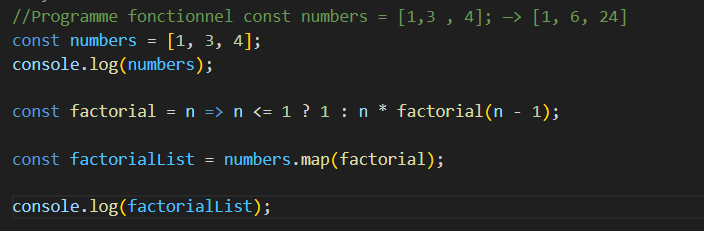 //Programme fonctionnel const numbers = [1,3 , 4]; —> [1, 6, 24]
const numbers = [1, 3, 4];
console.log(numbers);
const factorial = n => n <= 1 ? 1 : n * factorial(n - 1);
const factorialList = numbers.map(factorial);
console.log(factorialList);